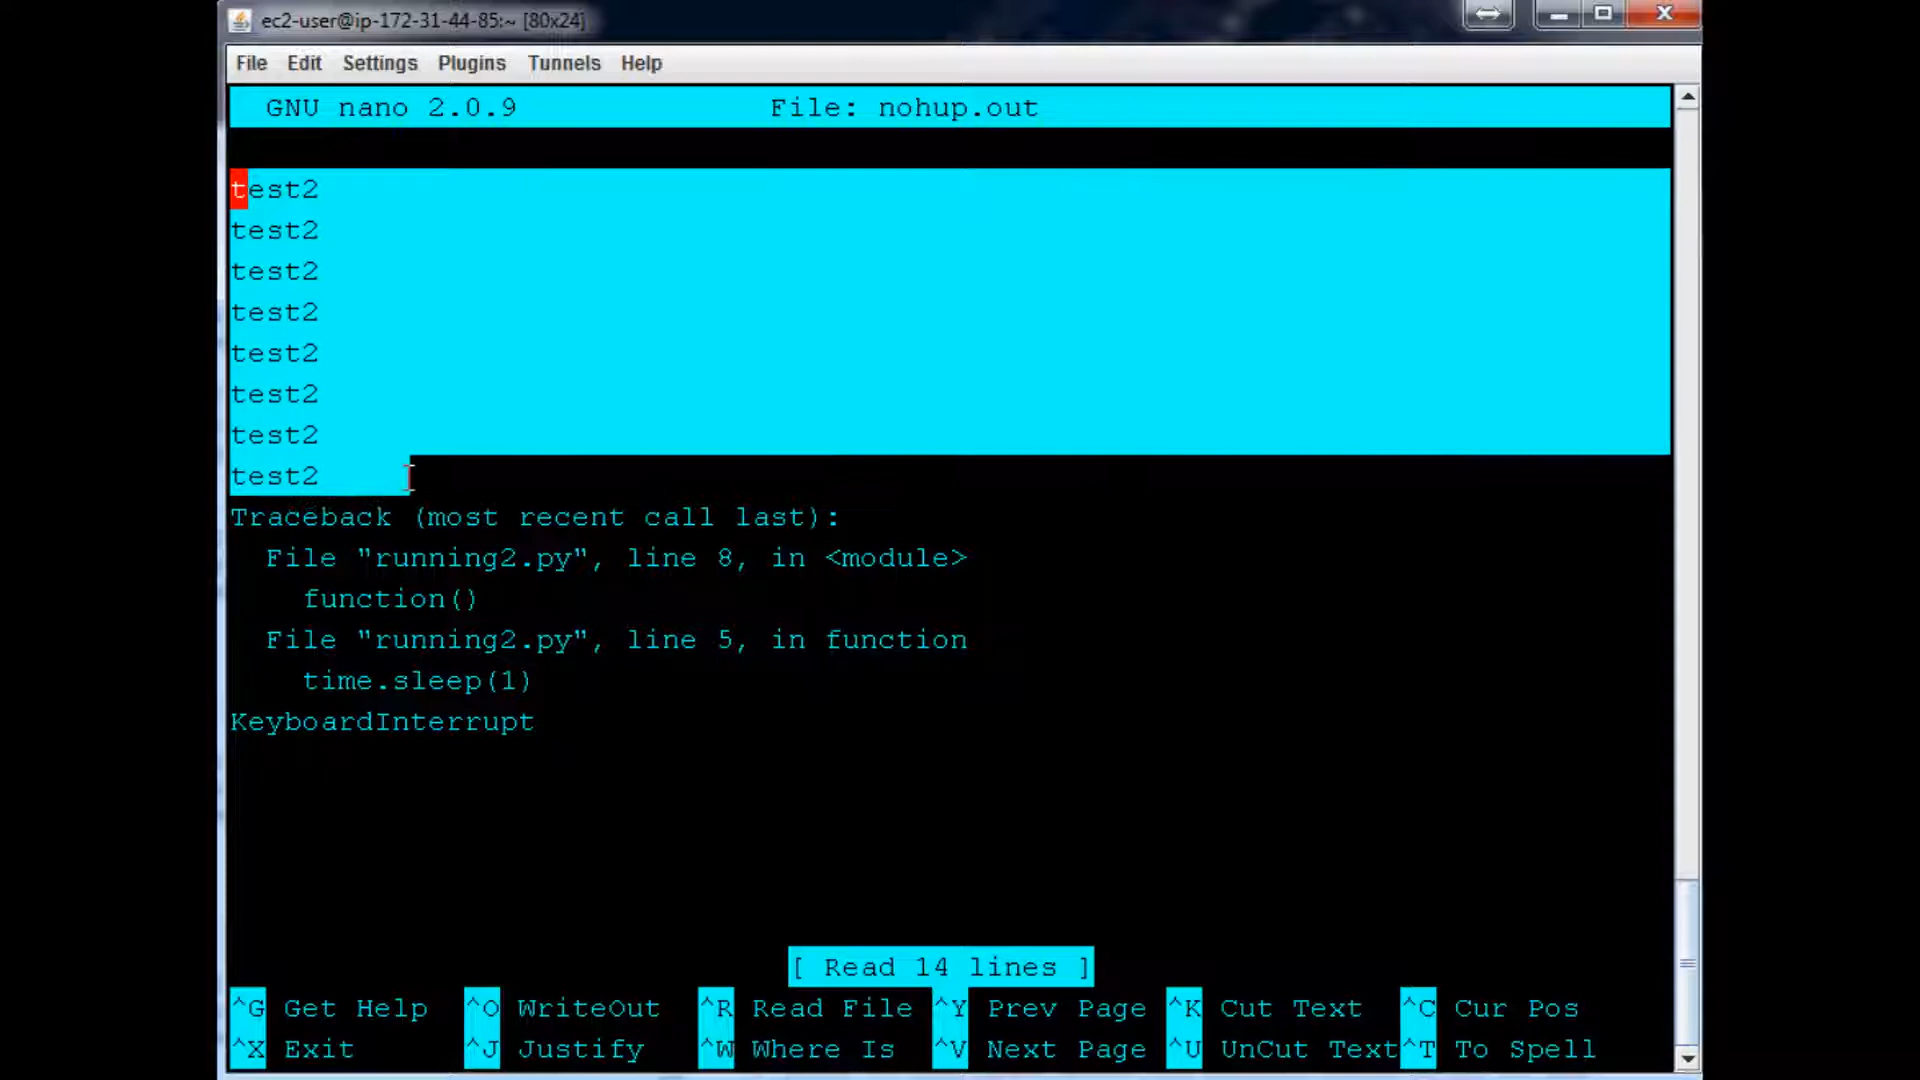 ec2-user@ip-172-31-44-85:~ [80x24]
File Edit Settings Plugins Tunnels Help
GNU nano 2.0.9 File: nohup.out
test2
test2
test2
test2
test2
test2
test2
test2
Traceback (most recent call last):
File "running2.py", line 8, in <module>
function()
File "running2.py", line 5, in function
time.sleep(1)
KeyboardInterrupt
[ Read 14 lines ]
^G Get Help ^O WriteOut ^R Read File ^Y Prev Page ^K Cut Text ^C Cur Pos
^X Exit ^J Justify ^W Where Is ^V Next Page ^U UnCut Text ^T To Spell